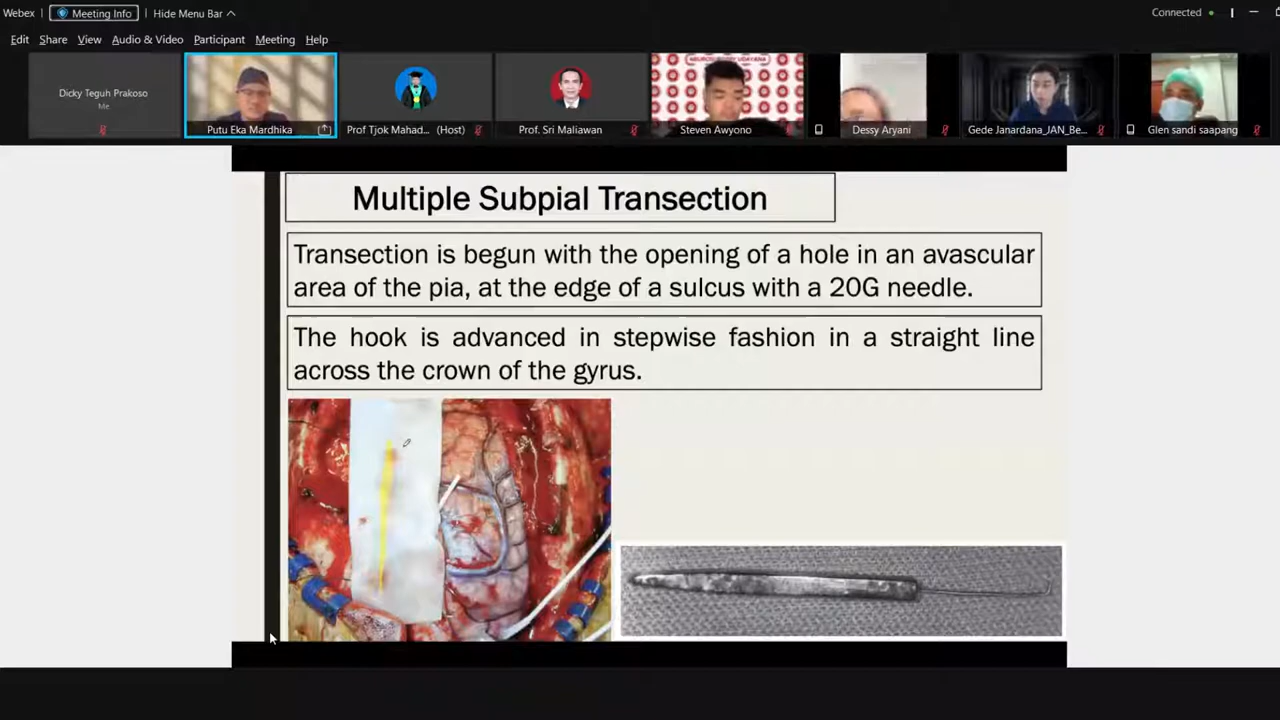 Webex
Meeting Info
Hide Menu Bar
Connected
Edit Share View Audio & Video Participant Meeting Help
Dicky Teguh Prakoso
Me
Putu Eka Mardhika
Prof Tjok Mahad... (Host)
Prof. Sri Maliawan
NEUROSURGERY UDAYANA
Steven Awyono
Dessy Aryani
Gede Janardana_JAN_Be...
Glen sandi saapang
Multiple Subpial Transection
Transection is begun with the opening of a hole in an avascular
area of the pia, at the edge of a sulcus with a 20G needle.
The hook is advanced in stepwise fashion in a straight line
across the crown of the gyrus.